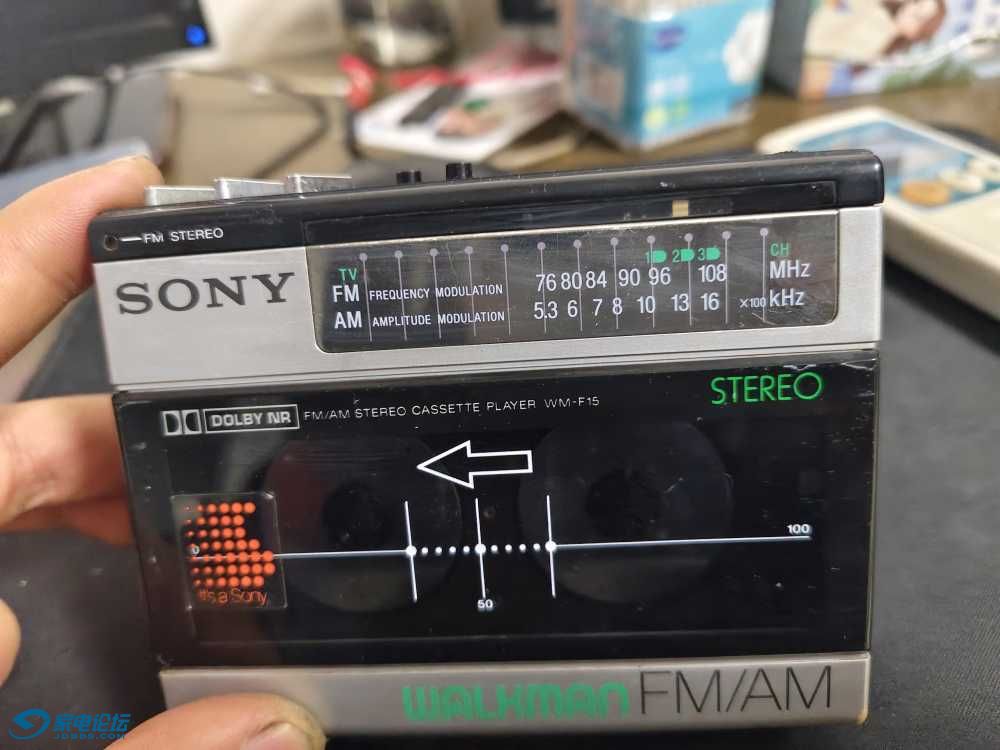 FM STEREO
SONY
TV 1 2 3 CH
FM FREQUENCY MODULATION 76 80 84 90 96 108 MHz
AM AMPLITUDE MODULATION 5.3 6 7 8 10 13 16 ×100 kHz
STEREO
DOLBY NR FM/AM STEREO CASSETTE PLAYER WM-F15
100
0
50
It's a Sony
WALKMAN FM/AM
家电论坛
JDBBS.COM